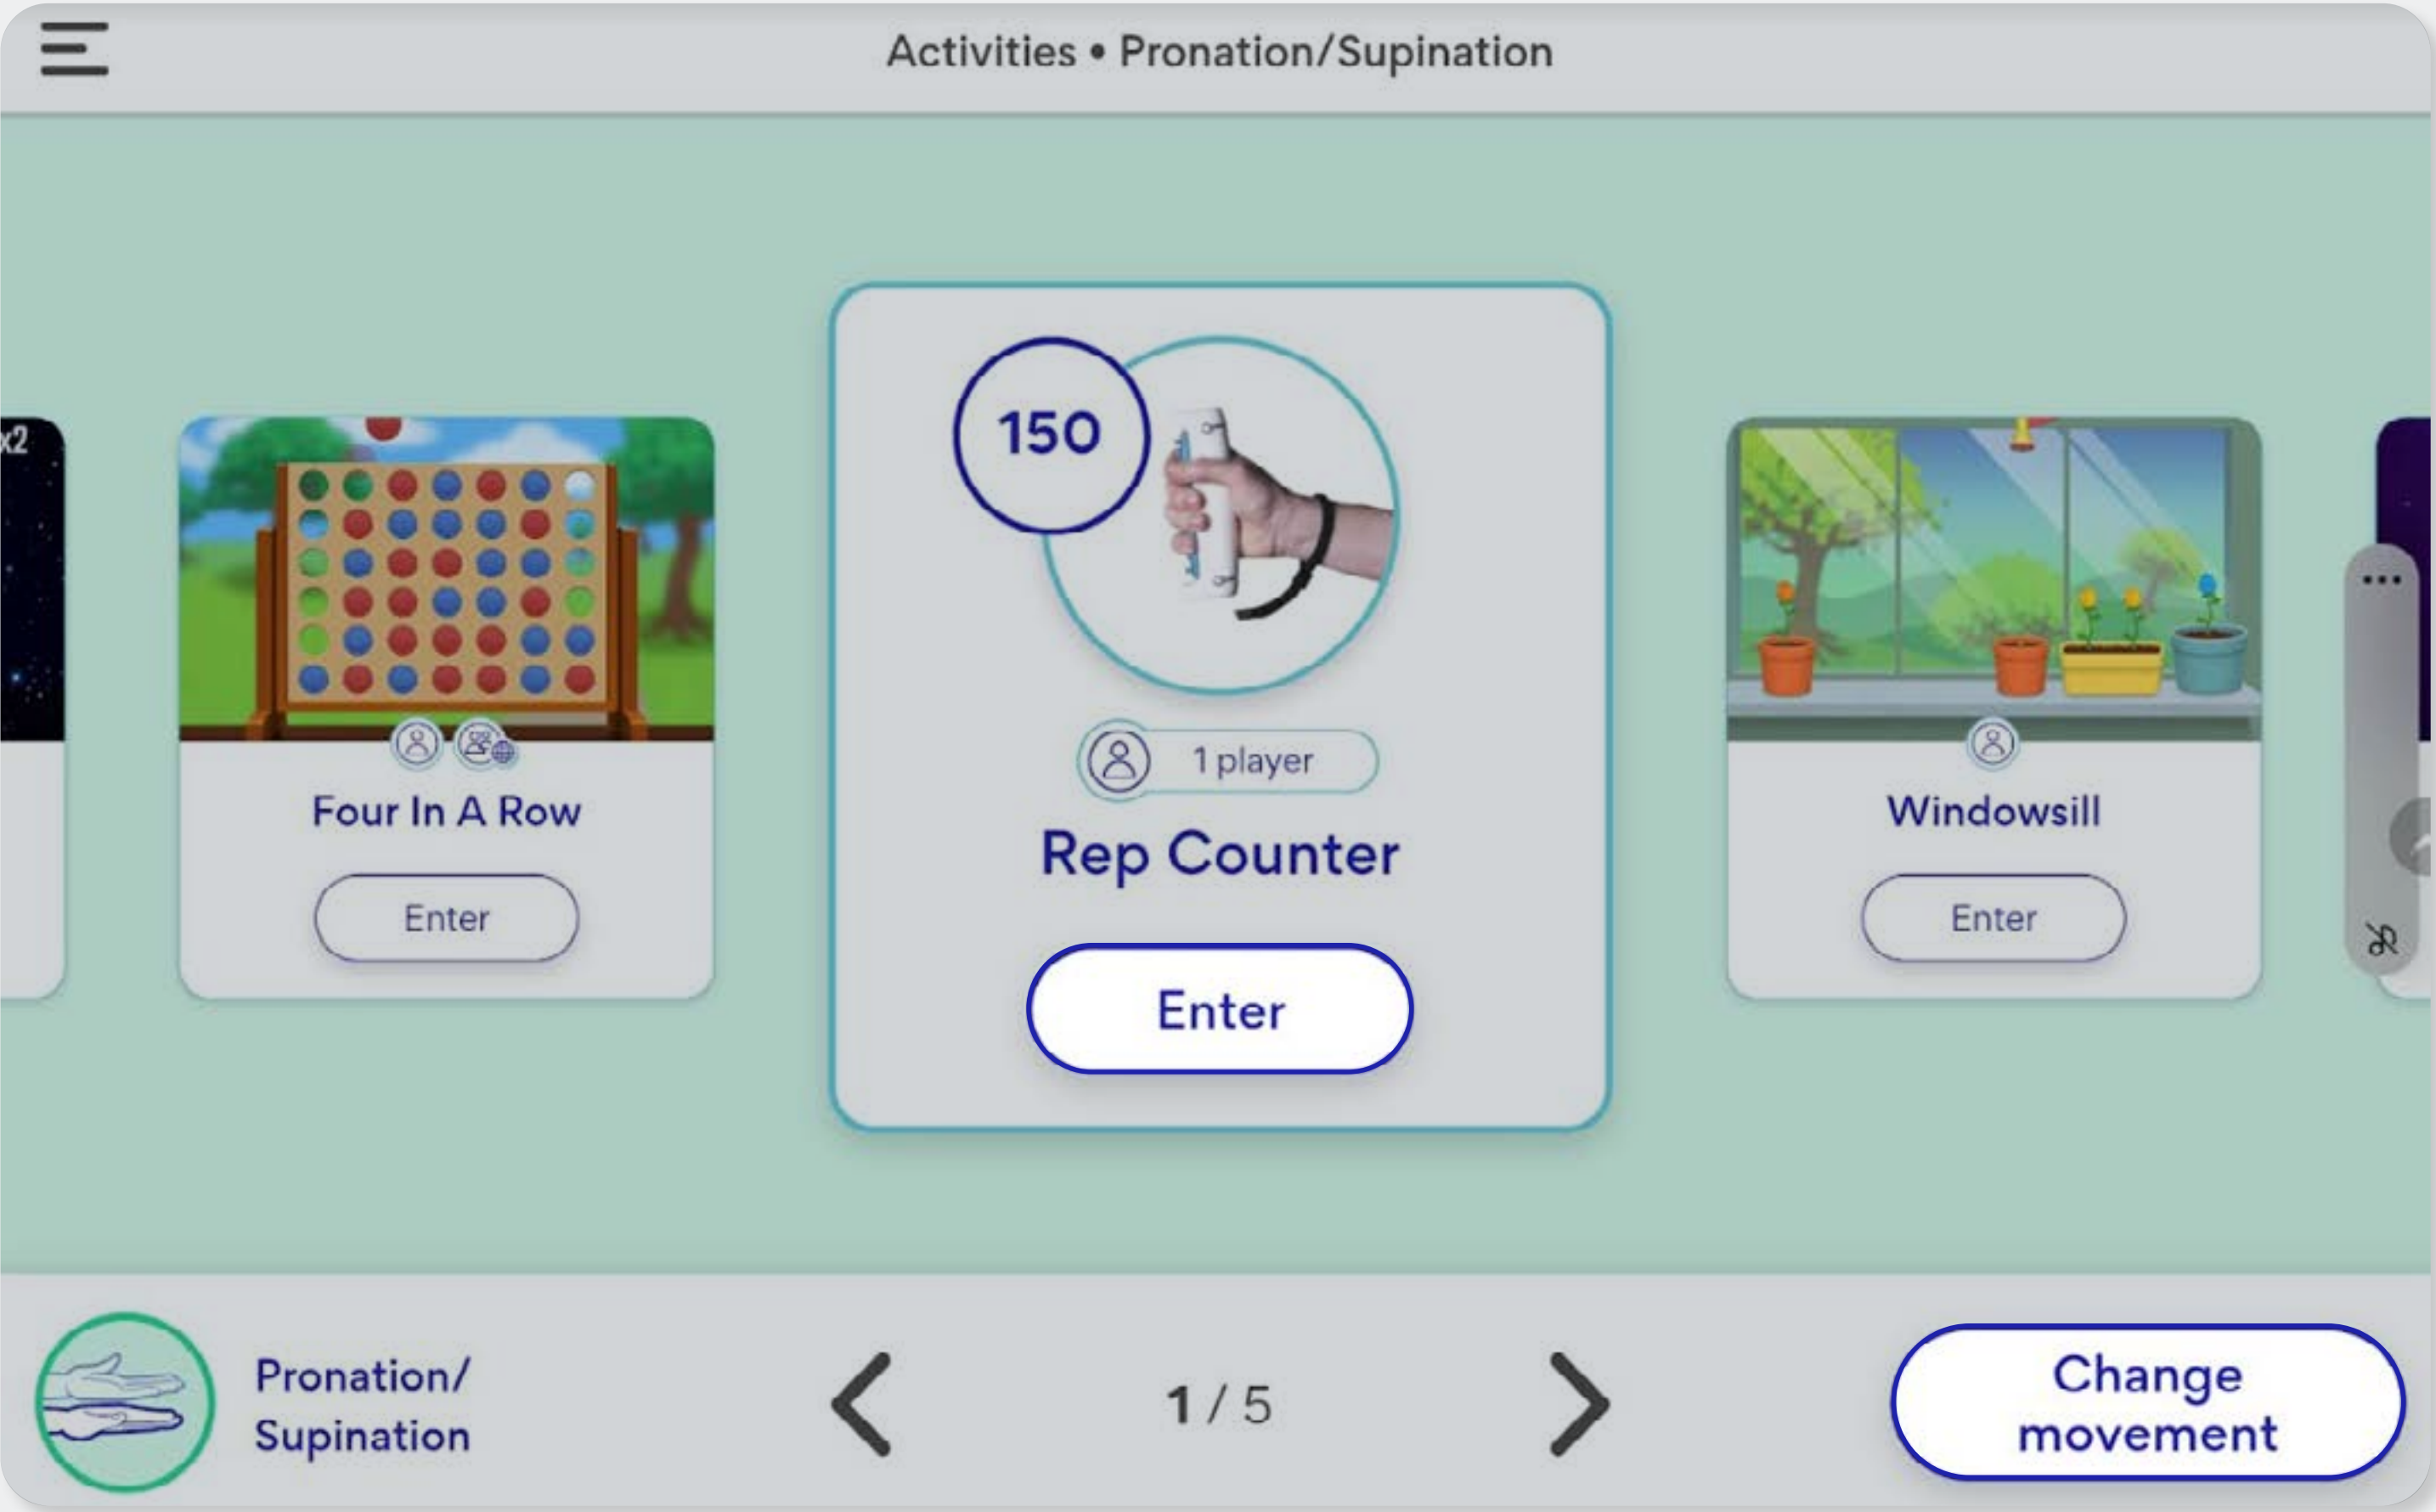 Activities • Pronation/Supination
x2
150
1 player
Four In A Row
Rep Counter
Windowsill
Enter
Enter
Enter
Pronation/
Supination
1 / 5
Change
movement